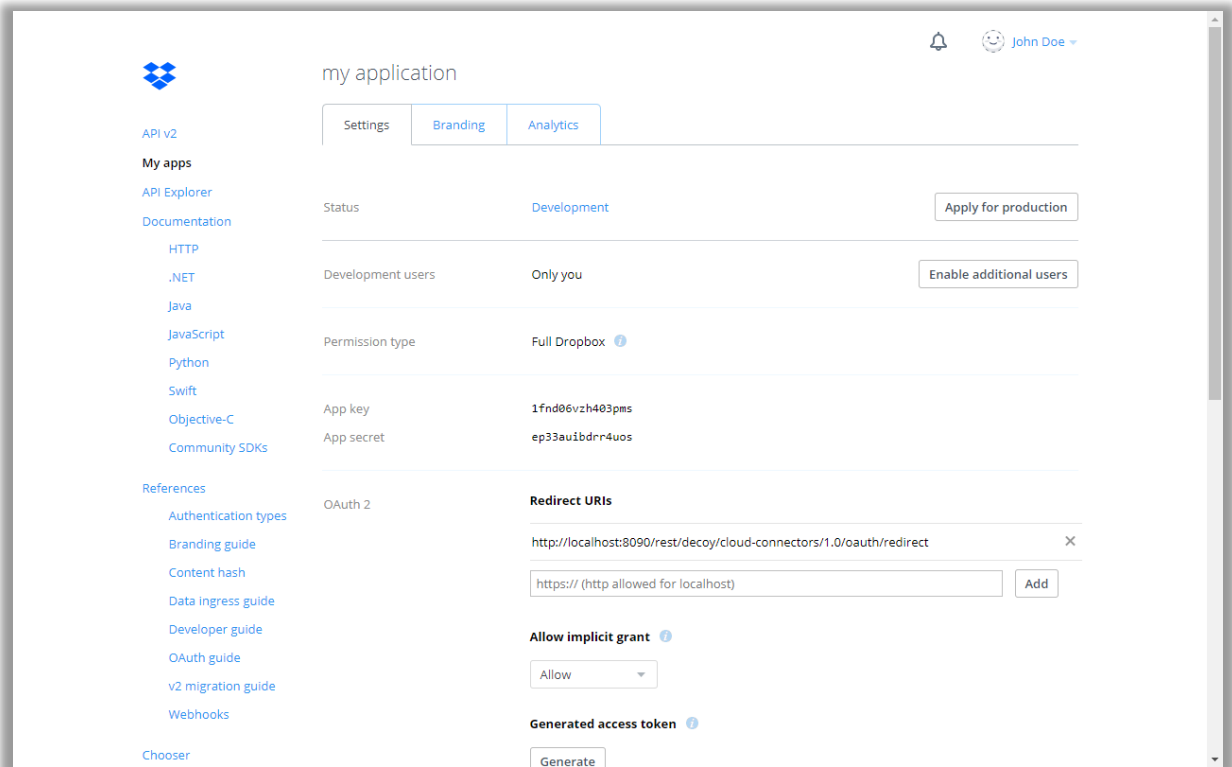 John Doe
my application
Settings Branding Analytics
API v2
My apps
API Explorer
Documentation
HTTP
.NET
Java
JavaScript
Python
Swift
Objective-C
Community SDKs
References
Authentication types
Branding guide
Content hash
Data ingress guide
Developer guide
OAuth guide
v2 migration guide
Webhooks
Chooser
Status Development Apply for production
Development users Only you Enable additional users
Permission type Full Dropbox
App key 1fnd06vzh403pms
App secret ep33auibdrr4uos
OAuth 2 Redirect URIs
http://localhost:8090/rest/decoy/cloud-connectors/1.0/oauth/redirect
https:// (http allowed for localhost) Add
Allow implicit grant
Allow
Generated access token
Generate